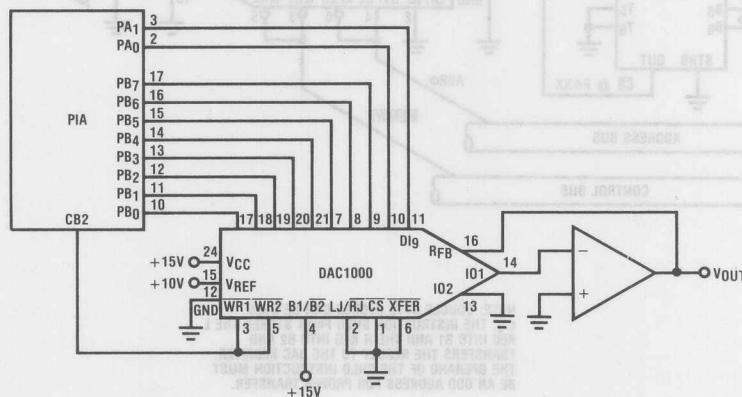 PIA
PA1 3
PA0 2
PB7 17
PB6 16
PB5 15
PB4 14
PB3 13
PB2 12
PB1 11
PB0 10
CB2
17 18 19 20 21 7 8 9 10 11
DI9
RFB 16
+15V 24 VCC
DAC1000
IO1 14
+10V 15 VREF
12 GND
IO2 13
WR1 WR2 B1/B2 LJ/RJ CS XFER
3 5 4 2 1 6
+15V
−
+
VOUT
ADDRESS BUS
CONTROL BUS